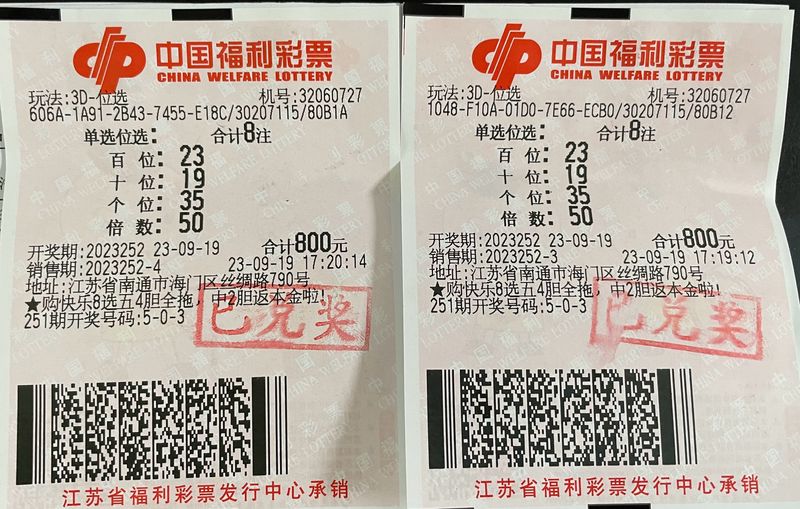 中国福利彩票
CHINA WELFARE LOTTERY
玩法:3D-位选 机号:32060727
606A-1A91-2B43-7455-E18C/30207115/80B1A
单选位选: 合计8注
百 位: 23
十 位: 19
个 位: 35
倍 数: 50
开奖期:2023252 23-09-19 合计800元
销售期:2023252-4 23-09-19 17:20:14
地址:江苏省南通市海门区丝绸路790号
★购快乐8选五4胆全拖，中2胆返本金啦!
251期开奖号码:5-0-3
已兑奖
江苏省福利彩票发行中心承销
中国福利彩票
CHINA WELFARE LOTTERY
玩法:3D-位选 机号:32060727
1048-F10A-01D0-7E66-ECB0/30207115/80B12
单选位选: 合计8注
百 位: 23
十 位: 19
个 位: 35
倍 数: 50
开奖期:2023252 23-09-19 合计800元
销售期:2023252-3 23-09-19 17:19:12
地址:江苏省南通市海门区丝绸路790号
★购快乐8选五4胆全拖，中2胆返本金啦!
251期开奖号码:5-0-3
已兑奖
江苏省福利彩票发行中心承销